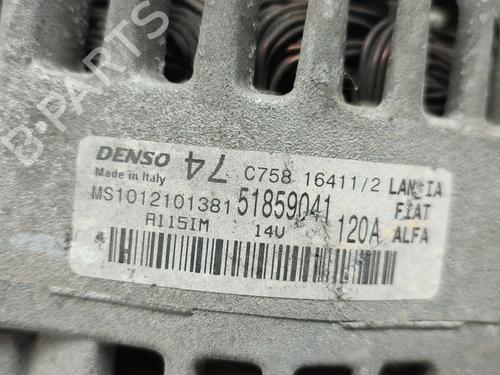 B-PARTS
DENSO 74 C758 16411/2 LANCIA
Made in Italy
MS1012101381 51859041 FIAT
A115IM 14V 120A ALFA